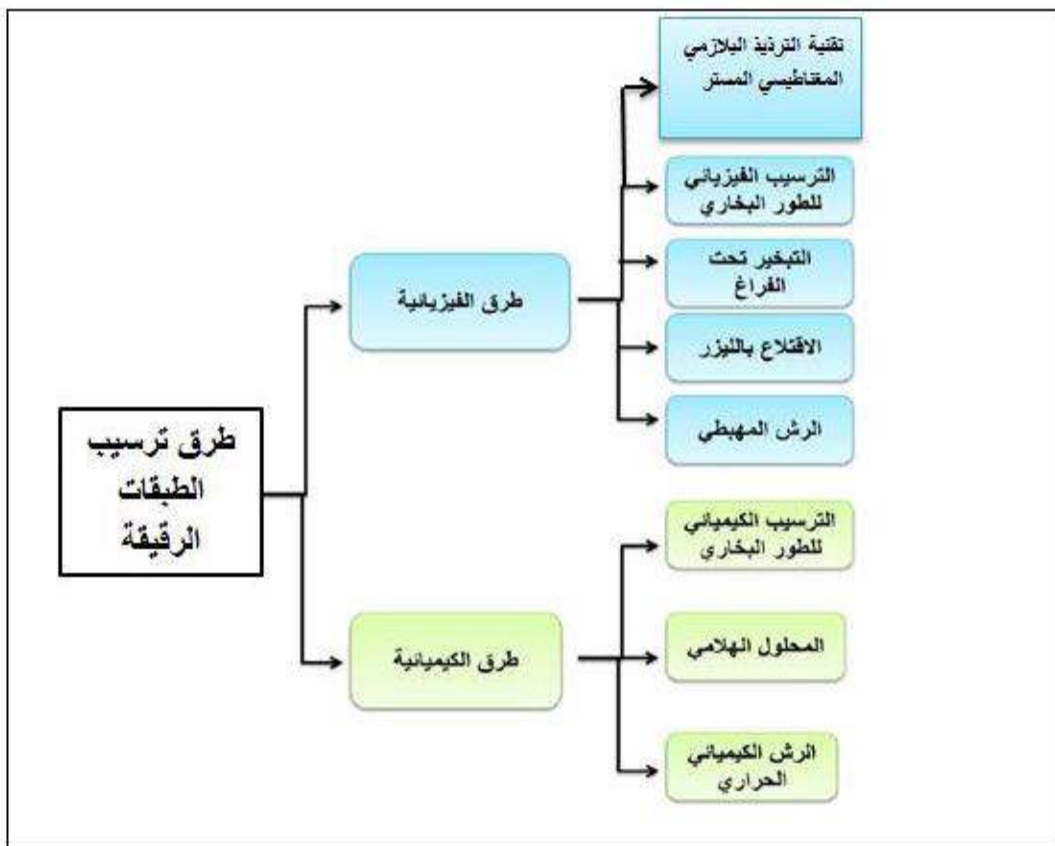 تقنية الترذيذ البلازمي
المغناطيسي المستر
الترسيب الفيزيائي
للطور البخاري
التبخير تحت
الفراغ
طرق الفيزيائية
الاقتلاع بالليزر
الرش المهبطي
طرق ترسيب
الطبقات
الرقيقة
الترسيب الكيميائي
للطور البخاري
طرق الكيميائية
المحلول الهلامي
الرش الكيميائي
الحراري